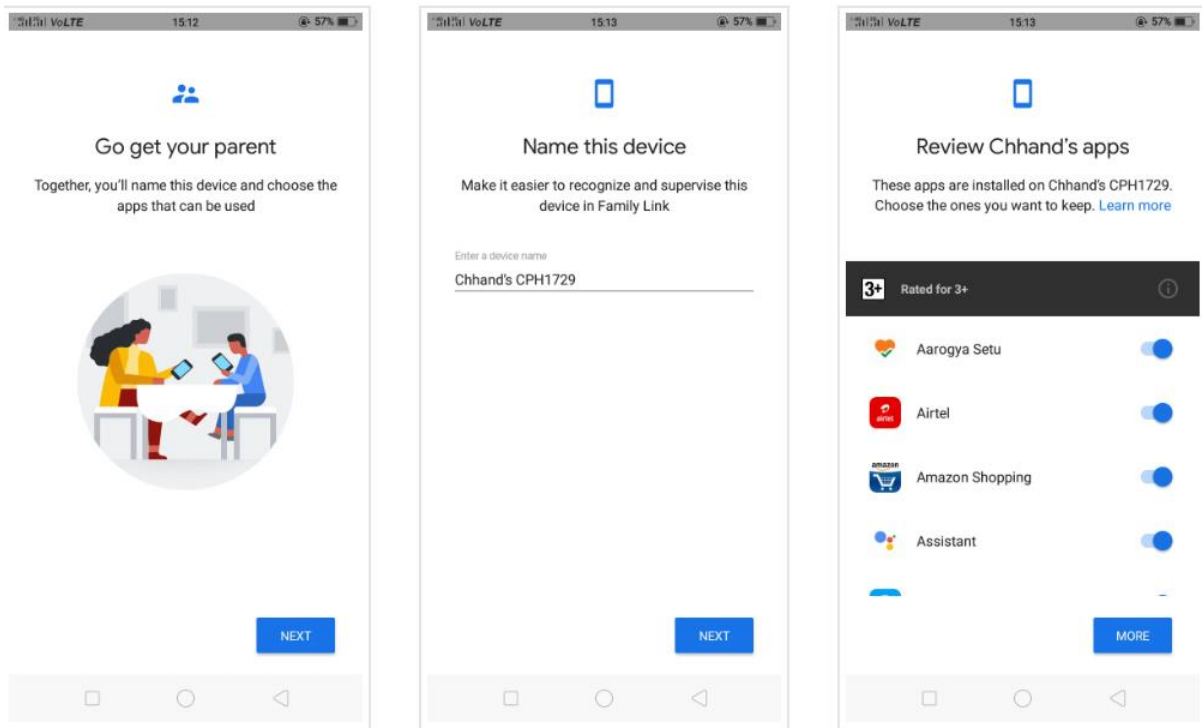 VoLTE 15:12 57%
Go get your parent
Together, you'll name this device and choose the
apps that can be used
NEXT
VoLTE 15:13 57%
Name this device
Make it easier to recognize and supervise this
device in Family Link
Enter a device name
Chhand's CPH1729
NEXT
VoLTE 15:13 57%
Review Chhand's apps
These apps are installed on Chhand's CPH1729.
Choose the ones you want to keep. Learn more
3+ Rated for 3+
Aarogya Setu
airtel Airtel
amazon Amazon Shopping
Assistant
MORE